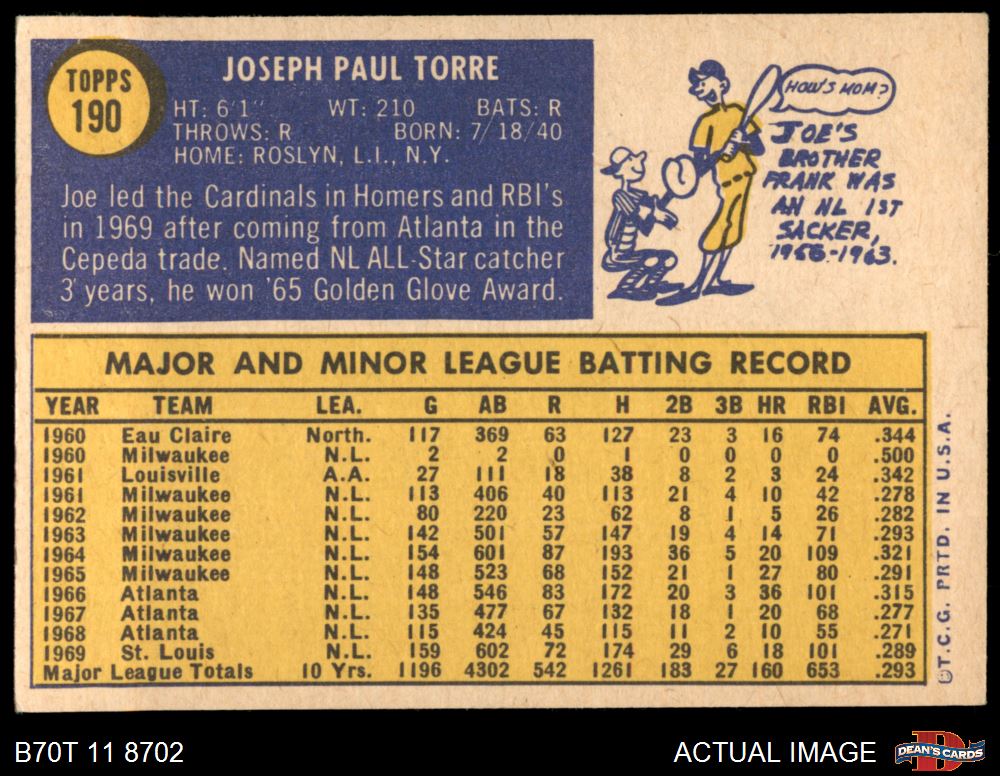 TOPPS
190
JOSEPH PAUL TORRE
HT: 6'1" WT: 210 BATS: R
THROWS: R BORN: 7/18/40
HOME: ROSLYN, L.I., N.Y.
Joe led the Cardinals in Homers and RBI's
in 1969 after coming from Atlanta in the
Cepeda trade. Named NL ALL-Star catcher
3 years, he won '65 Golden Glove Award.
HOW'S MOM?
JOE'S
BROTHER
FRANK WAS
AN NL 1ST
SACKER,
1956-1963.
MAJOR AND MINOR LEAGUE BATTING RECORD
YEAR TEAM LEA. G AB R H 2B 3B HR RBI AVG.
1960 Eau Claire North. 117 369 63 127 23 3 16 74 .344
1960 Milwaukee N.L. 2 2 0 1 0 0 0 0 .500
1961 Louisville A.A. 27 111 18 38 8 2 3 24 .342
1961 Milwaukee N.L. 113 406 40 113 21 4 10 42 .278
1962 Milwaukee N.L. 80 220 23 62 8 1 5 26 .282
1963 Milwaukee N.L. 142 501 57 147 19 4 14 71 .293
1964 Milwaukee N.L. 154 601 87 193 36 5 20 109 .321
1965 Milwaukee N.L. 148 523 68 152 21 1 27 80 .291
1966 Atlanta N.L. 148 546 83 172 20 3 36 101 .315
1967 Atlanta N.L. 135 477 67 132 18 1 20 68 .277
1968 Atlanta N.L. 115 424 45 115 11 2 10 55 .271
1969 St. Louis N.L. 159 602 72 174 29 6 18 101 .289
Major League Totals 10 Yrs. 1196 4302 542 1261 183 27 160 653 .293
©T.C.G. PRTD. IN U.S.A.
B70T 11 8702
ACTUAL IMAGE
D
DEAN'S CARDS